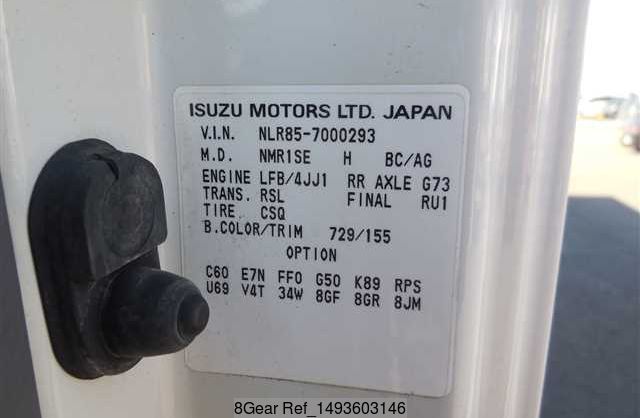 ISUZU MOTORS LTD. JAPAN
V.I.N. NLR85-7000293
M.D. NMR1SE H BC/AG
ENGINE LFB/4JJ1 RR AXLE G73
TRANS. RSL FINAL RU1
TIRE. CSQ
B.COLOR/TRIM 729/155
OPTION
C60 E7N FF0 G50 K89 RPS
U69 V4T 34W 8GF 8GR 8JM
8Gear Ref_1493603146